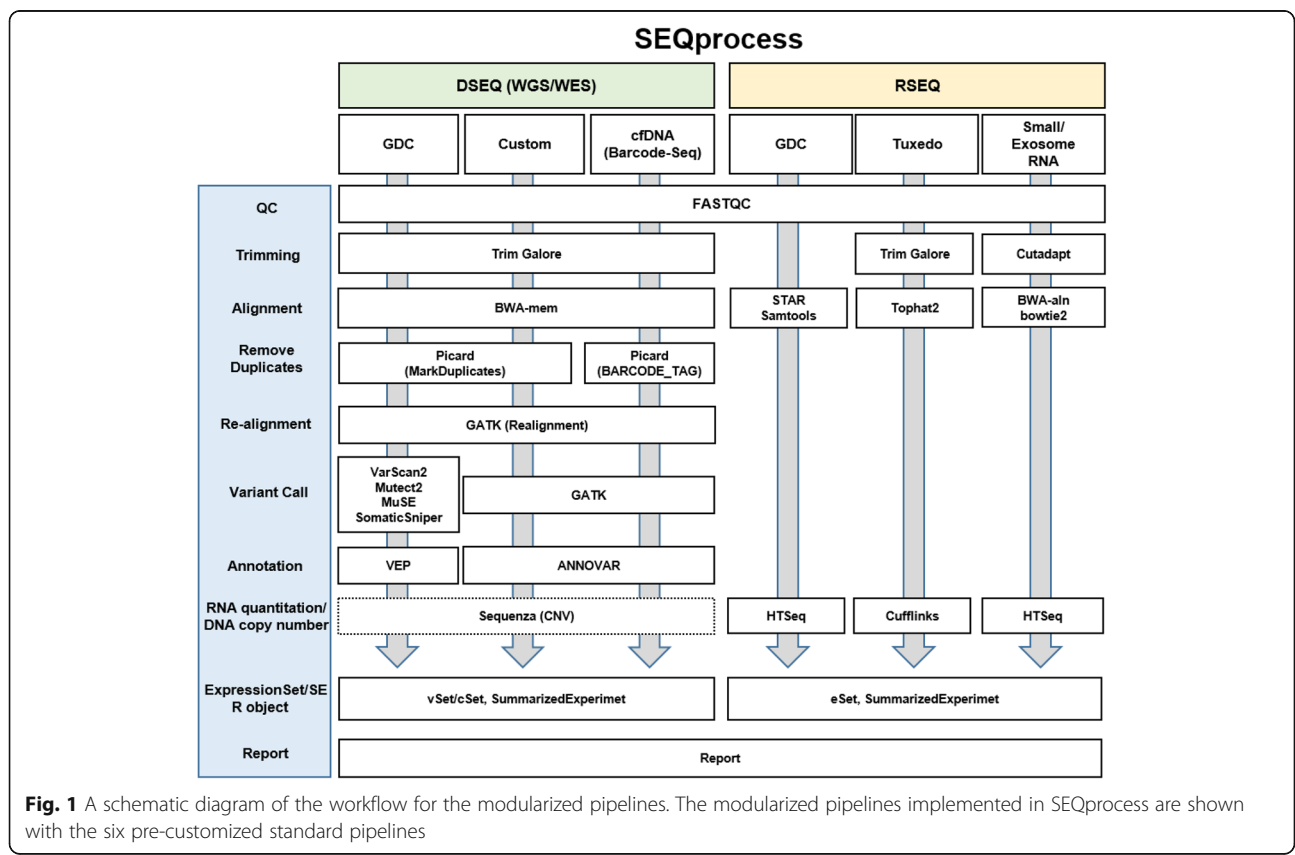 SEQprocess
DSEQ (WGS/WES)
RSEQ
GDC
Custom
cfDNA
(Barcode-Seq)
GDC
Tuxedo
Small/
Exosome
RNA
QC
FASTQC
Trimming
Trim Galore
Trim Galore
Cutadapt
Alignment
BWA-mem
STAR
Samtools
Tophat2
BWA-aln
bowtie2
Remove
Duplicates
Picard
(MarkDuplicates)
Picard
(BARCODE_TAG)
Re-alignment
GATK (Realignment)
Variant Call
VarScan2
Mutect2
MuSE
SomaticSniper
GATK
Annotation
VEP
ANNOVAR
RNA quantitation/
DNA copy number
Sequenza (CNV)
HTSeq
Cufflinks
HTSeq
ExpressionSet/SE
R object
vSet/cSet, SummarizedExperimet
eSet, SummarizedExperimet
Report
Report
Fig. 1 A schematic diagram of the workflow for the modularized pipelines. The modularized pipelines implemented in SEQprocess are shown
with the six pre-customized standard pipelines